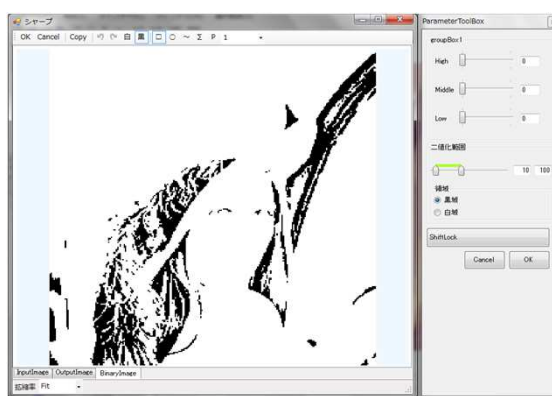 シャープ
OK Cancel Copy 白 黒 □ ○ ～ Σ P 1
InputImage OutputImage BinaryImage
拡縮率 Fit
ParameterToolBox
groupBox1
High 0
Middle 0
Low 0
二値化範囲
10 100
領域
黒域
白域
ShiftLock
Cancel OK